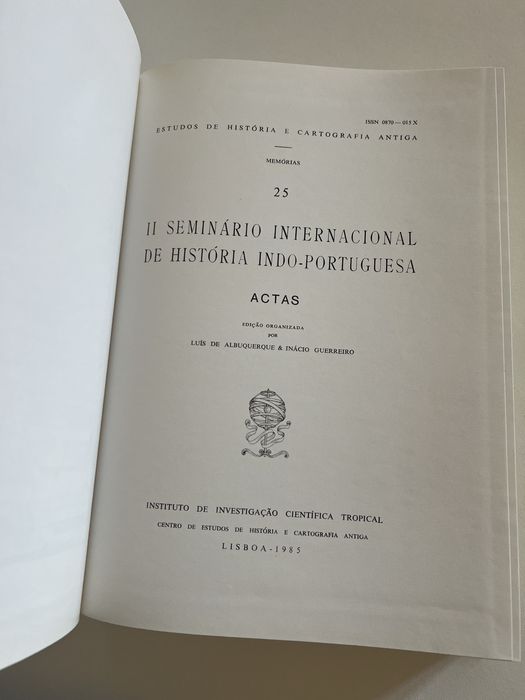 ISSN 0870 — 015 X
ESTUDOS DE HISTÓRIA E CARTOGRAFIA ANTIGA
MEMÓRIAS
25
II SEMINÁRIO INTERNACIONAL
DE HISTÓRIA INDO-PORTUGUESA
ACTAS
EDIÇÃO ORGANIZADA
POR
LUÍS DE ALBUQUERQUE & INÁCIO GUERREIRO
INSTITUTO DE INVESTIGAÇÃO CIENTÍFICA TROPICAL
CENTRO DE ESTUDOS DE HISTÓRIA E CARTOGRAFIA ANTIGA
LISBOA - 1985